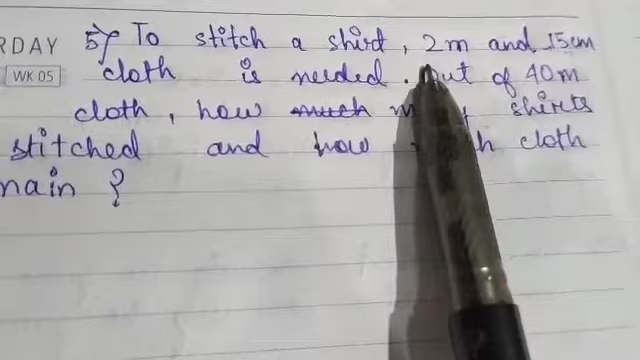 RDAY 5) To stitch a shirt, 2m and 15cm
WK 05 cloth is needed. Out of 40m
cloth, how much shirts
stitched and how cloth
main ?